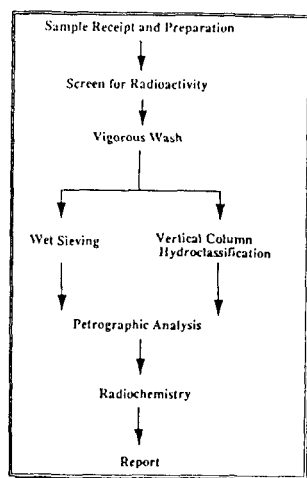 Sample Receipt and Preparation
Screen for Radioactivity
Vigorous Wash
Wet Sieving
Vertical Column
Hydroclassification
Petrographic Analysis
Radiochemistry
Report